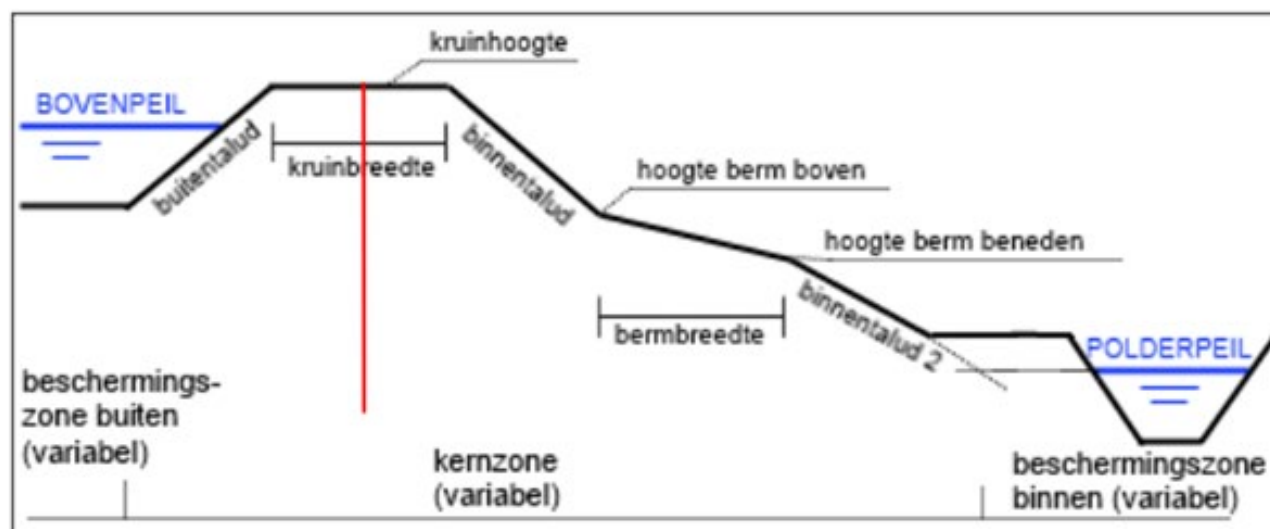 kruinhoogte
BOVENPEIL
buitentalud
kruinbreedte
binnentalud
hoogte berm boven
hoogte berm beneden
bermbreedte
binnentalud 2
POLDERPEIL
beschermings-
zone buiten
(variabel)
kernzone
(variabel)
beschermingszone
binnen (variabel)